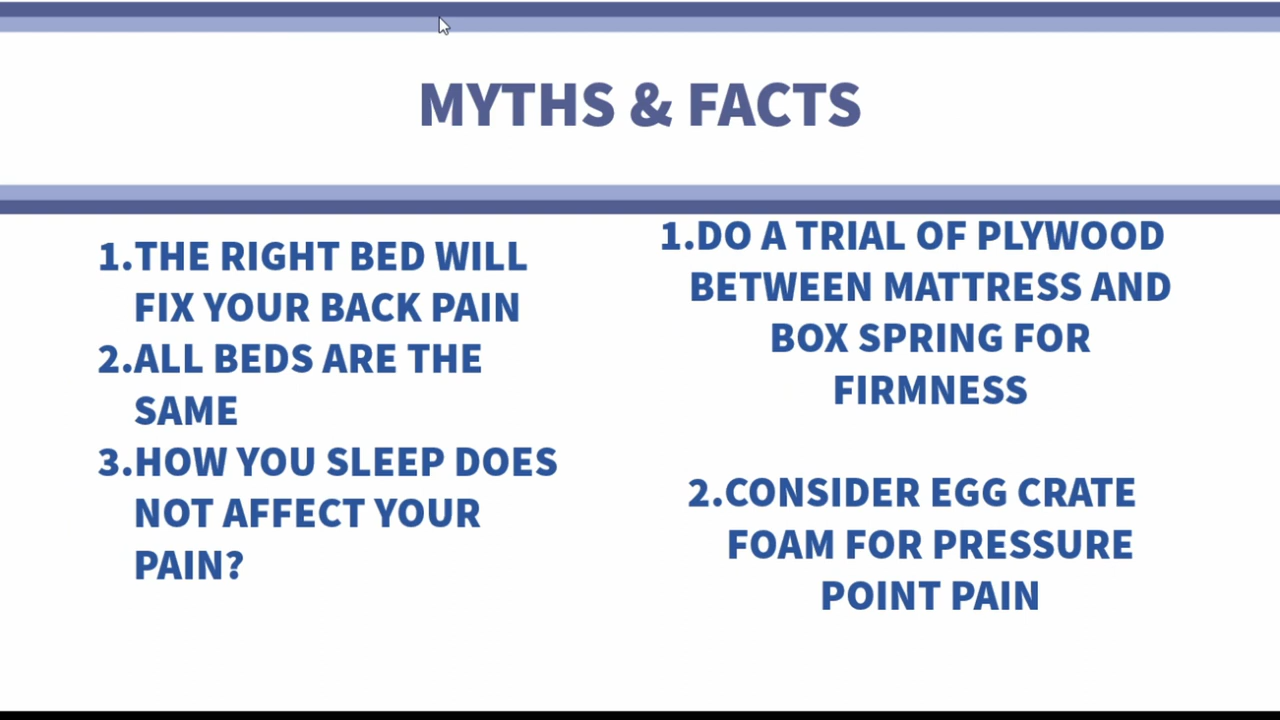 MYTHS & FACTS
1.THE RIGHT BED WILL
FIX YOUR BACK PAIN
2.ALL BEDS ARE THE
SAME
3.HOW YOU SLEEP DOES
NOT AFFECT YOUR
PAIN?
1.DO A TRIAL OF PLYWOOD
BETWEEN MATTRESS AND
BOX SPRING FOR
FIRMNESS
2.CONSIDER EGG CRATE
FOAM FOR PRESSURE
POINT PAIN